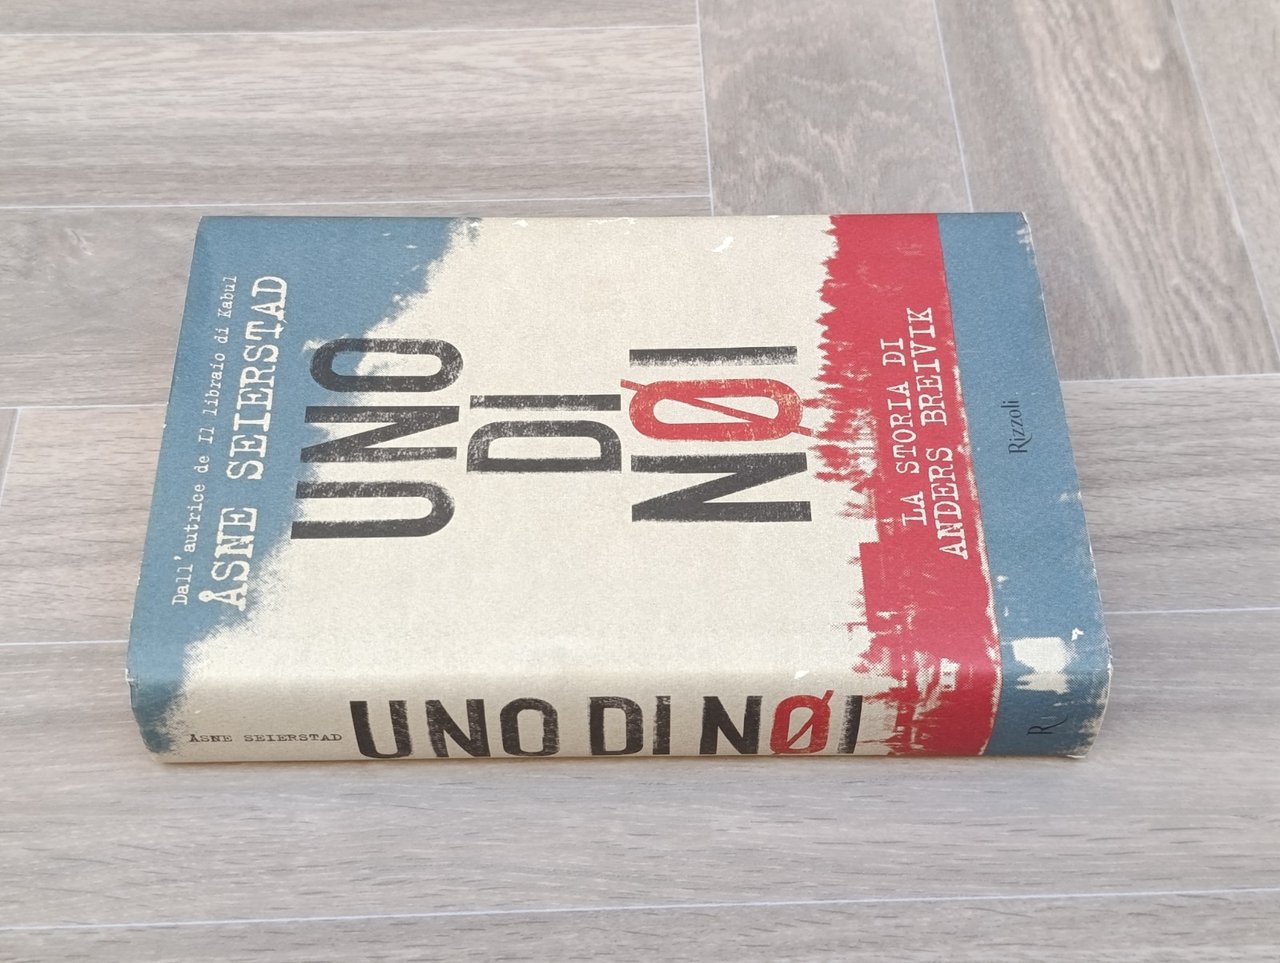 Dall'autrice de Il libraio di Kabul
ÅSNE SEIERSTAD
UNO
DI
NØI
LA STORIA DI
ANDERS BREIVIK
Rizzoli
ÅSNE SEIERSTAD
UNO DI NØI
R